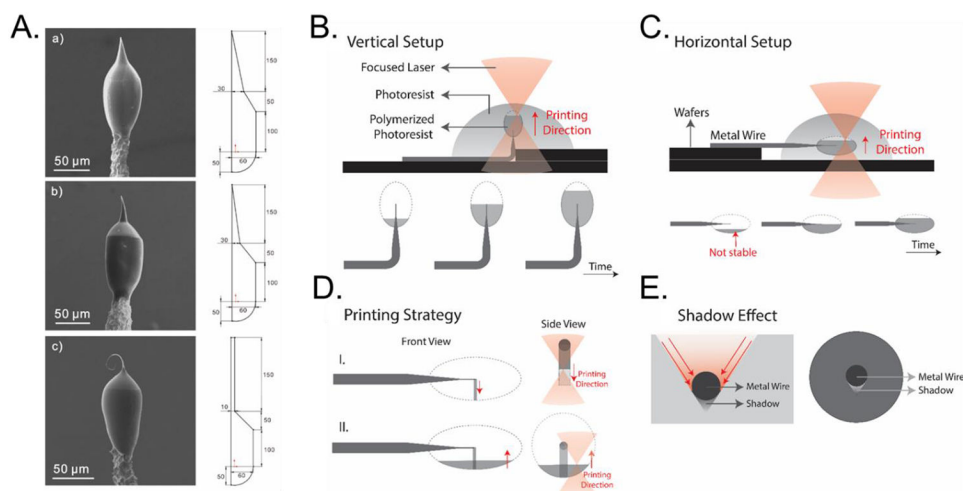 A.
a)
50 µm
30
150
50
100
50
60
b)
50 µm
30
150
50
100
50
60
c)
50 µm
10
150
50
50
60
B.
Vertical Setup
Focused Laser
Photoresist
Polymerized
Photoresist
Printing
Direction
Time
C.
Horizontal Setup
Wafers
Metal Wire
Printing
Direction
Not stable
Time
D.
Printing Strategy
Front View
Side View
I.
Printing
Direction
II.
Printing
Direction
E.
Shadow Effect
Metal Wire
Shadow
Metal Wire
Shadow